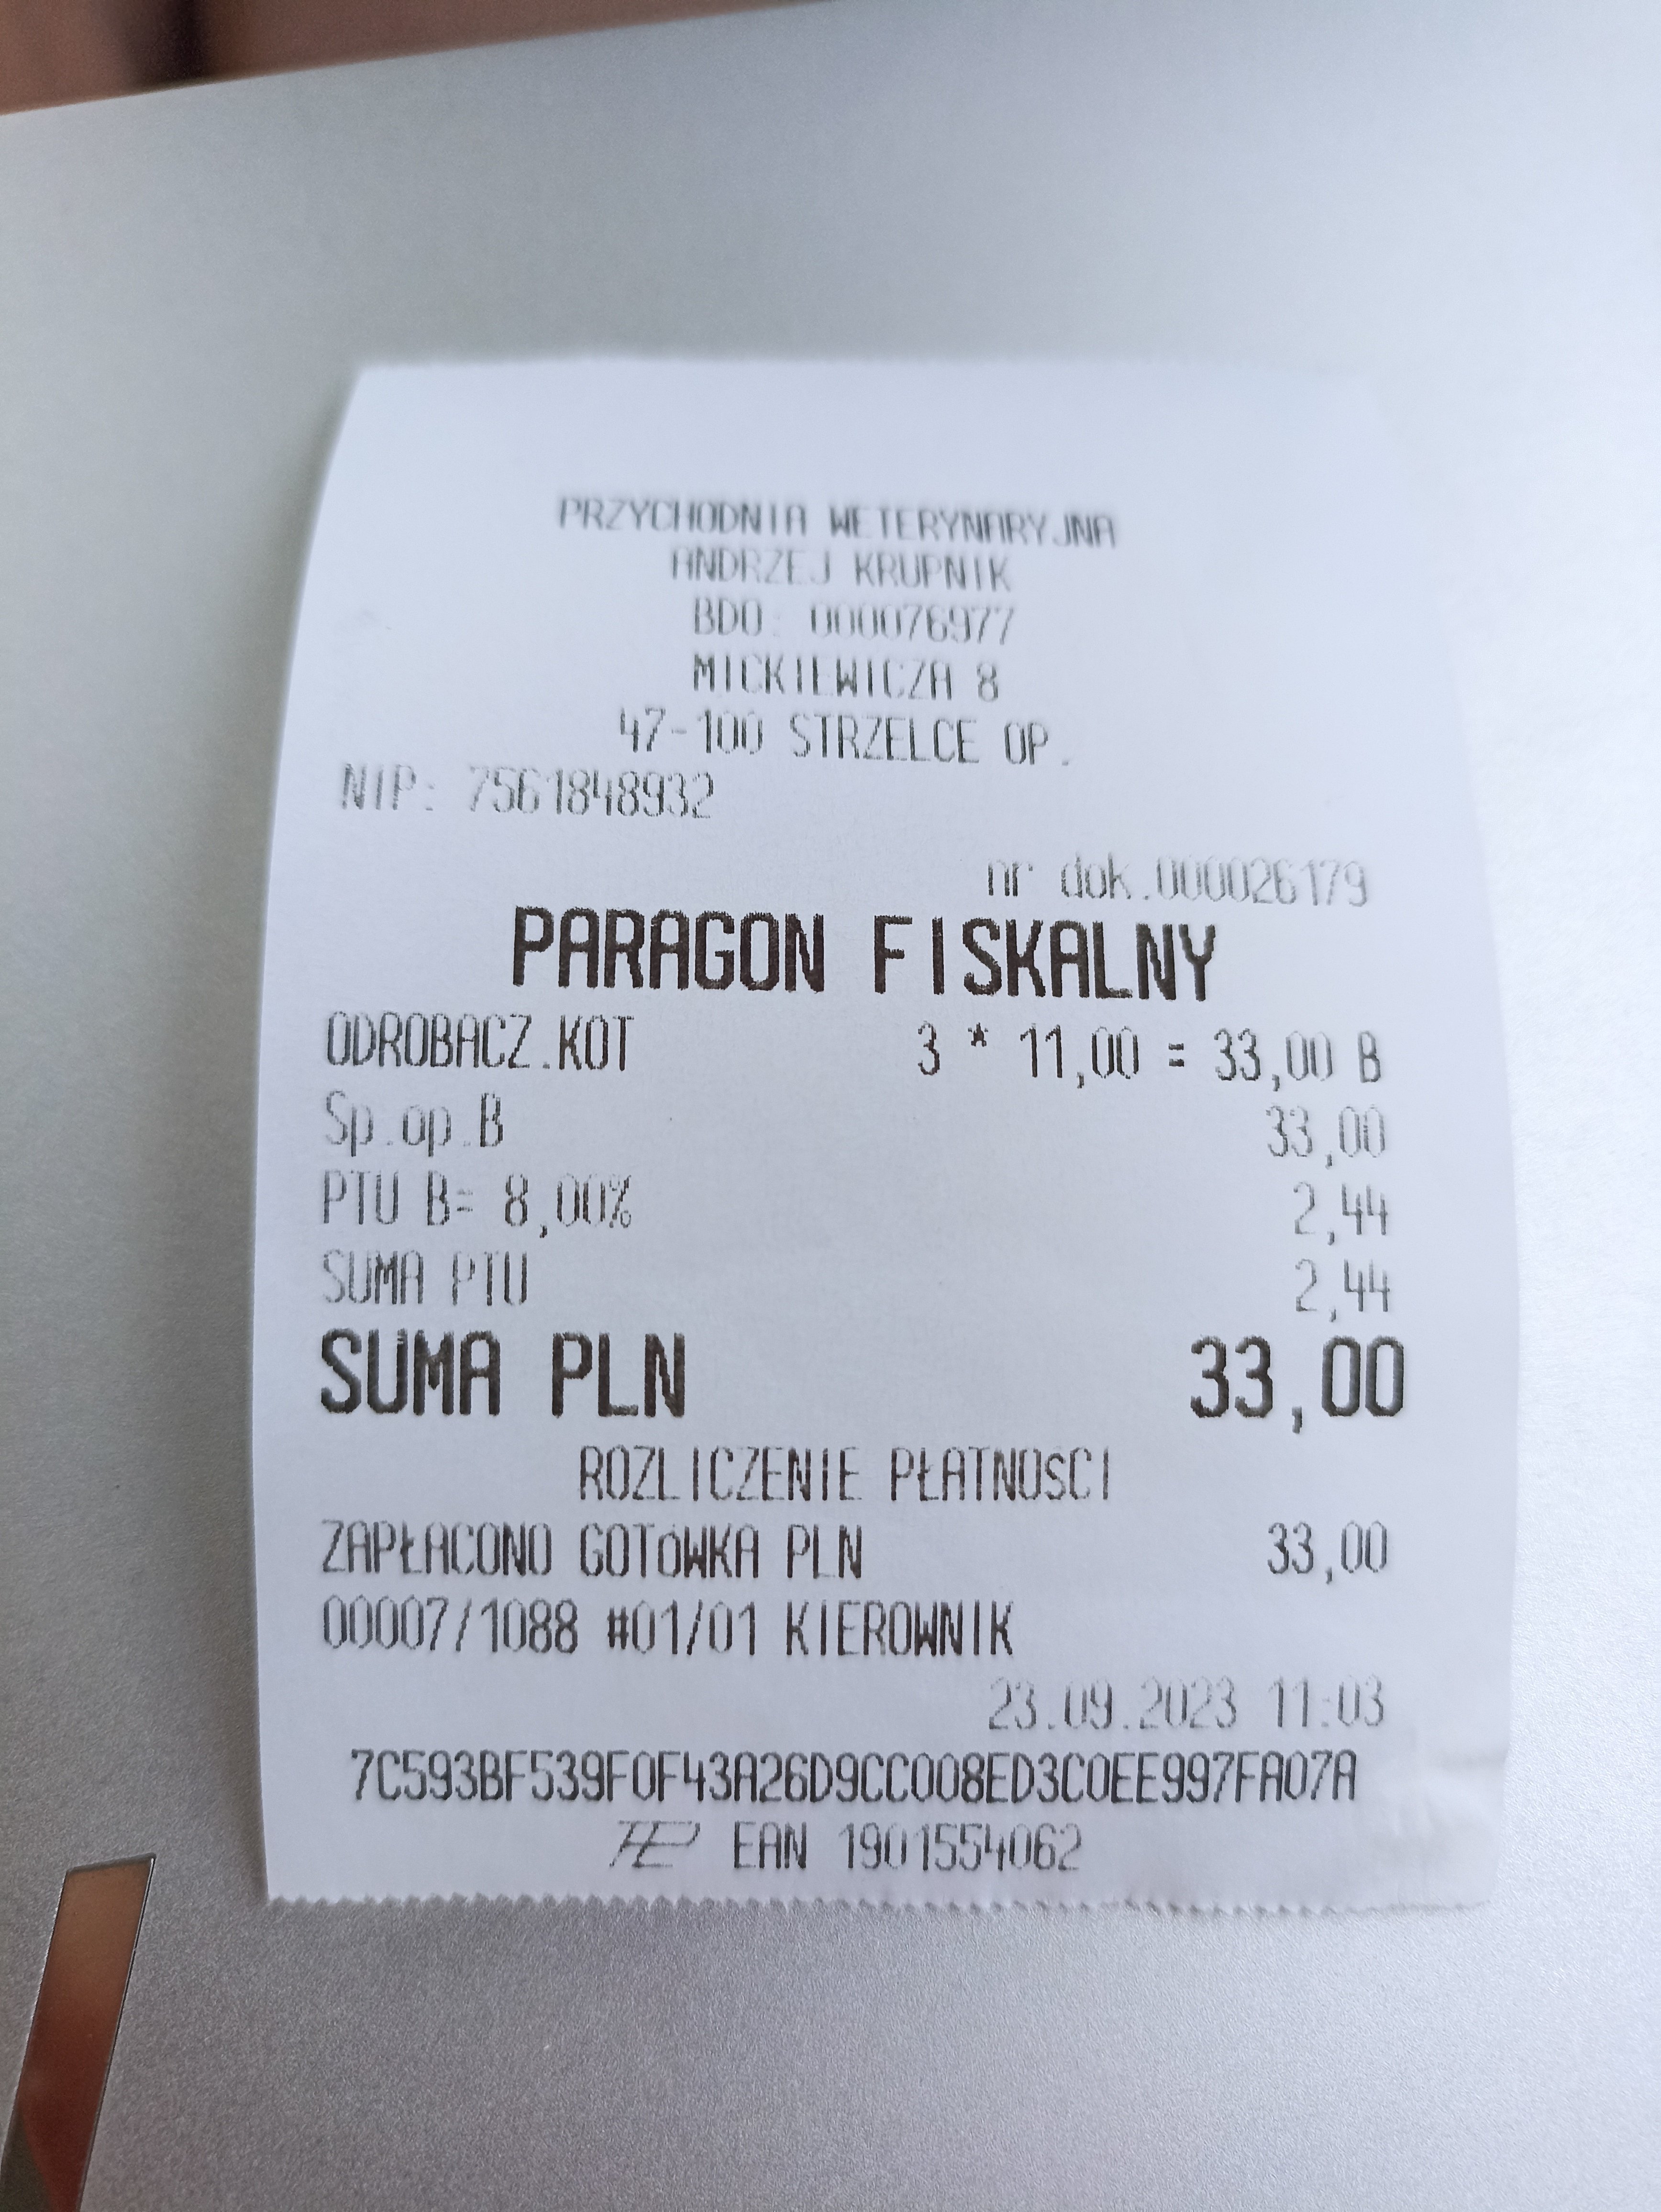 PRZYCHODNIA WETERYNARYJNA
ANDRZEJ KRUPNIK
BDO: 000076977
MICKIEWICZA 8
47-100 STRZELCE OP.
NIP: 7561848932
nr dok.000026179
PARAGON FISKALNY
ODROBACZ.KOT 3 * 11,00 = 33,00 B
Sp.op.B 33,00
PTU B= 8,00% 2,44
SUMA PTU 2,44
SUMA PLN 33,00
ROZLICZENIE PŁATNOŚCI
ZAPŁACONO GOTÓWKA PLN 33,00
00007/1088 #01/01 KIEROWNIK
23.09.2023 11:03
7C593BF539F0F43A26D9CC008ED3C0EE997FA07A
EAN 1901554062